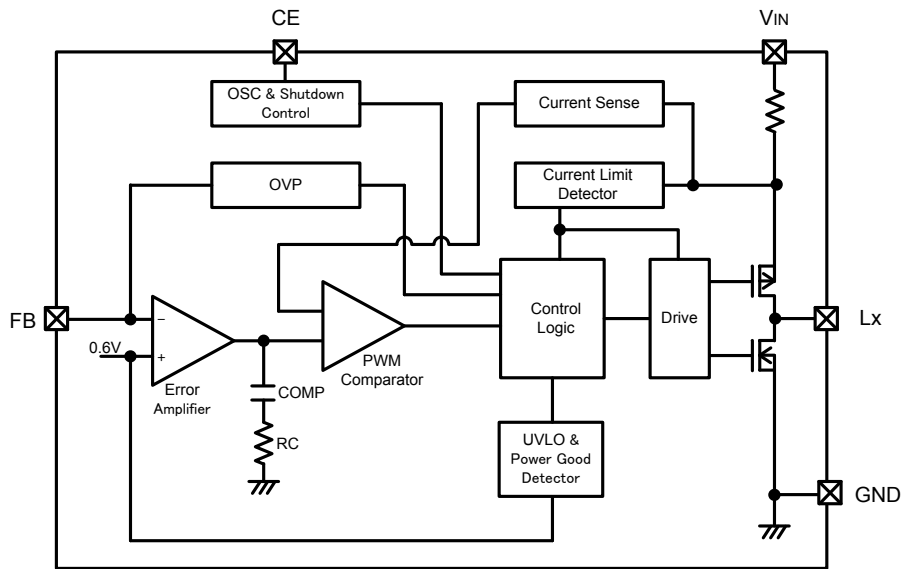 CE
VIN
OSC & Shutdown
Control
Current Sense
OVP
Current Limit
Detector
FB
−
0.6V
+
Error
Amplifier
PWM
Comparator
Control
Logic
Drive
Lx
COMP
RC
UVLO &
Power Good
Detector
GND